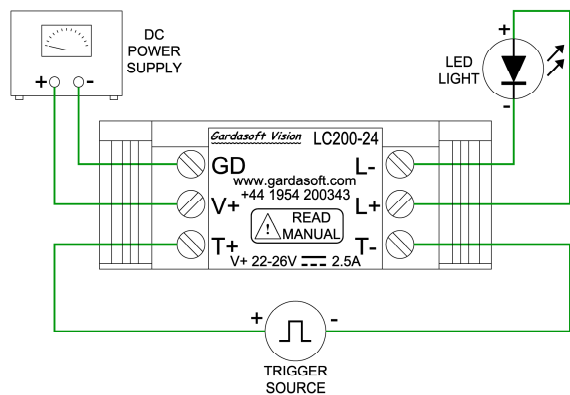 DC
POWER
SUPPLY
+ -
LED
LIGHT
+
-
Gardasoft Vision LC200-24
GD L-
www.gardasoft.com
+44 1954 200343
V+ L+
! READ
MANUAL
T+ T-
V+ 22-26V ⎓ 2.5A
+ -
TRIGGER
SOURCE